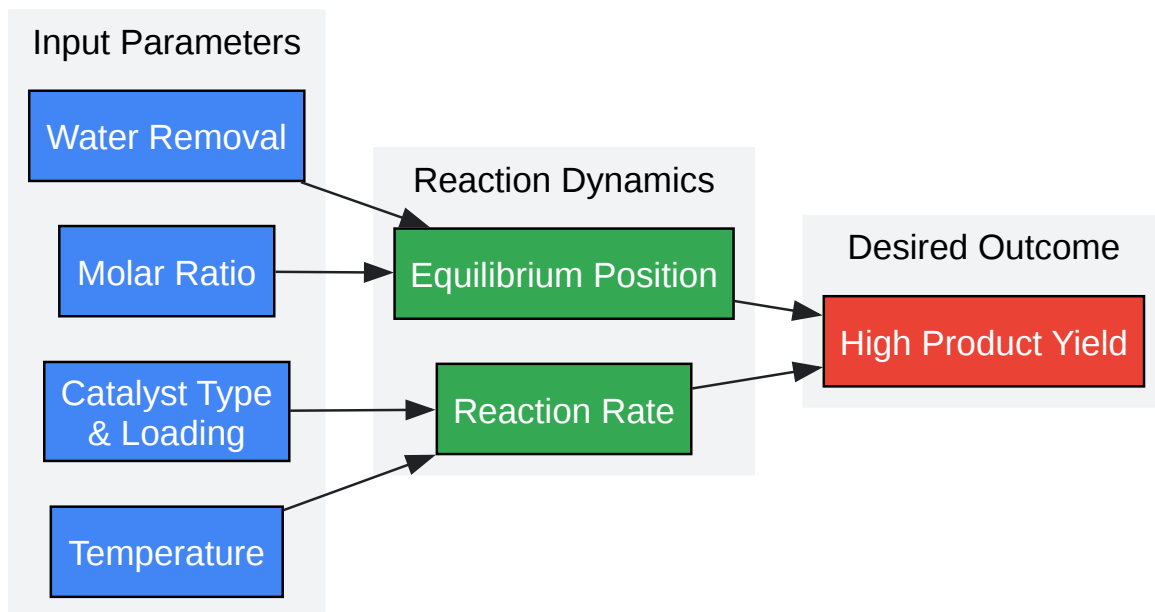 Input Parameters
Water Removal
Molar Ratio
Catalyst Type
& Loading
Temperature
Reaction Dynamics
Equilibrium Position
Reaction Rate
Desired Outcome
High Product Yield